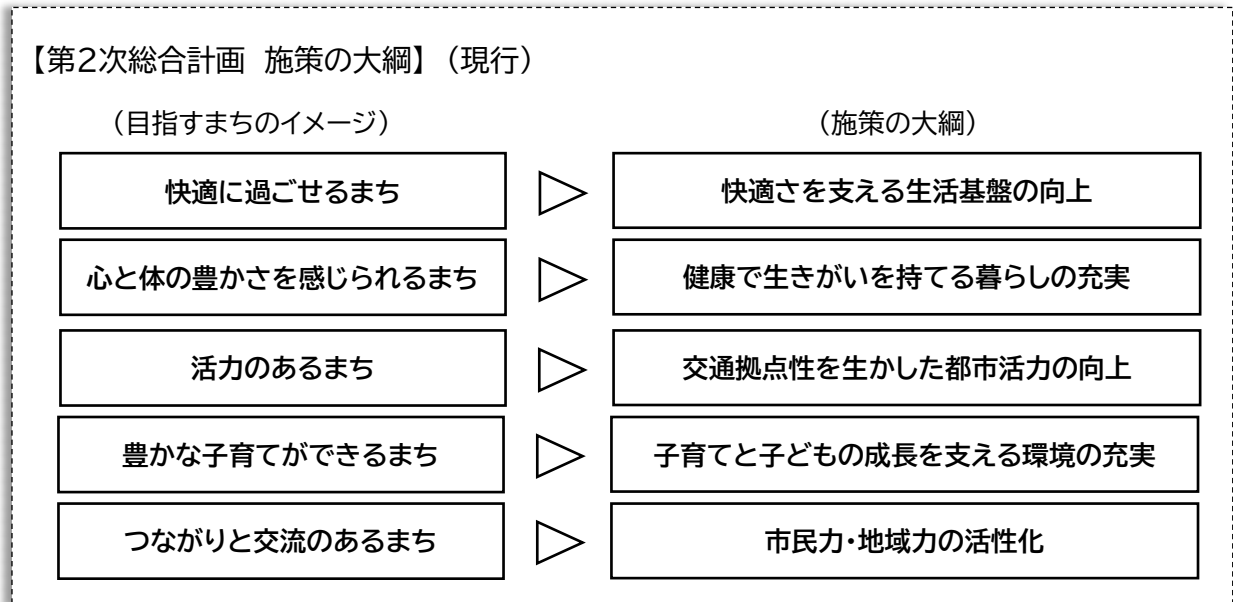 【第2次総合計画 施策の大綱】（現行）
（目指すまちのイメージ） （施策の大綱）
快適に過ごせるまち 快適さを支える生活基盤の向上
心と体の豊かさを感じられるまち 健康で生きがいを持てる暮らしの充実
活力のあるまち 交通拠点性を生かした都市活力の向上
豊かな子育てができるまち 子育てと子どもの成長を支える環境の充実
つながりと交流のあるまち 市民力・地域力の活性化